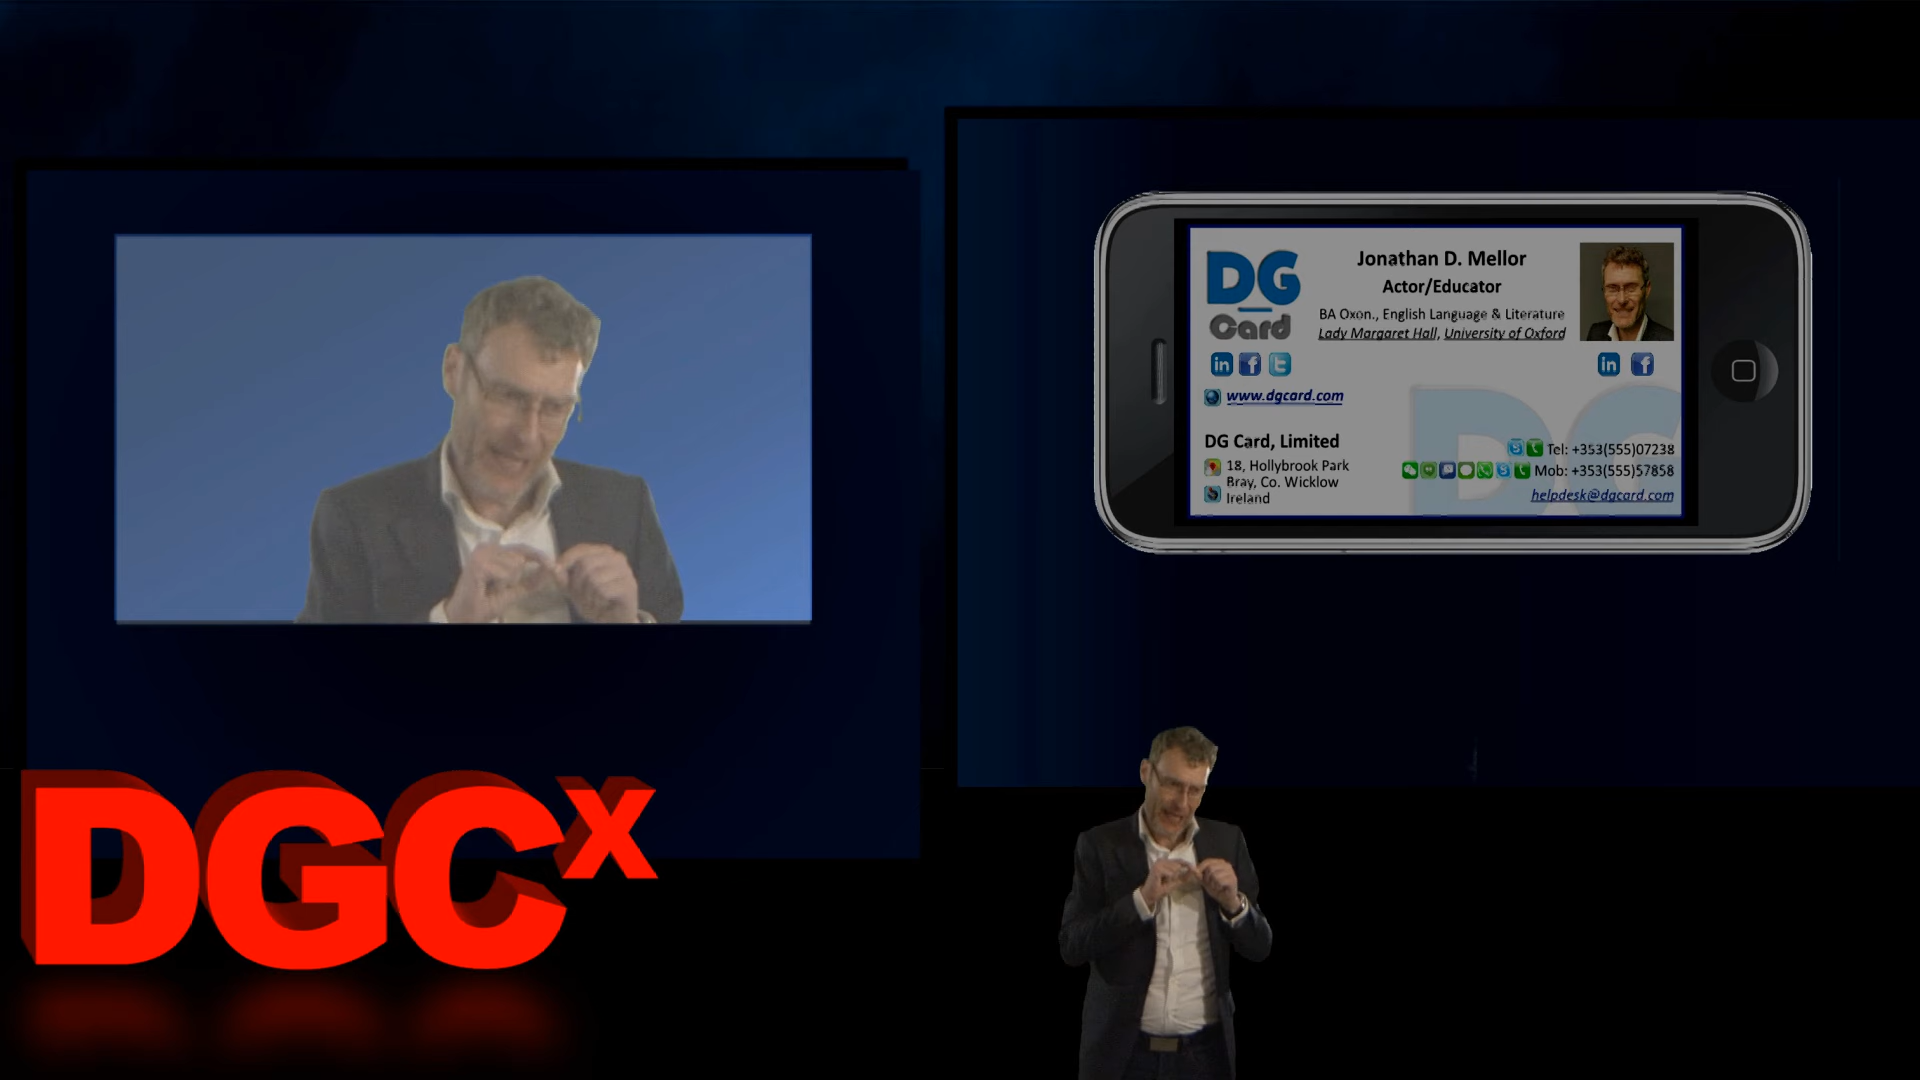 DG
Card
Jonathan D. Mellor
Actor/Educator
BA Oxon., English Language & Literature
Lady Margaret Hall, University of Oxford
www.dgcard.com
DG Card, Limited
18, Hollybrook Park
Bray, Co. Wicklow
Ireland
Tel: +353(555)07238
Mob: +353(555)57858
helpdesk@dgcard.com
DGCx